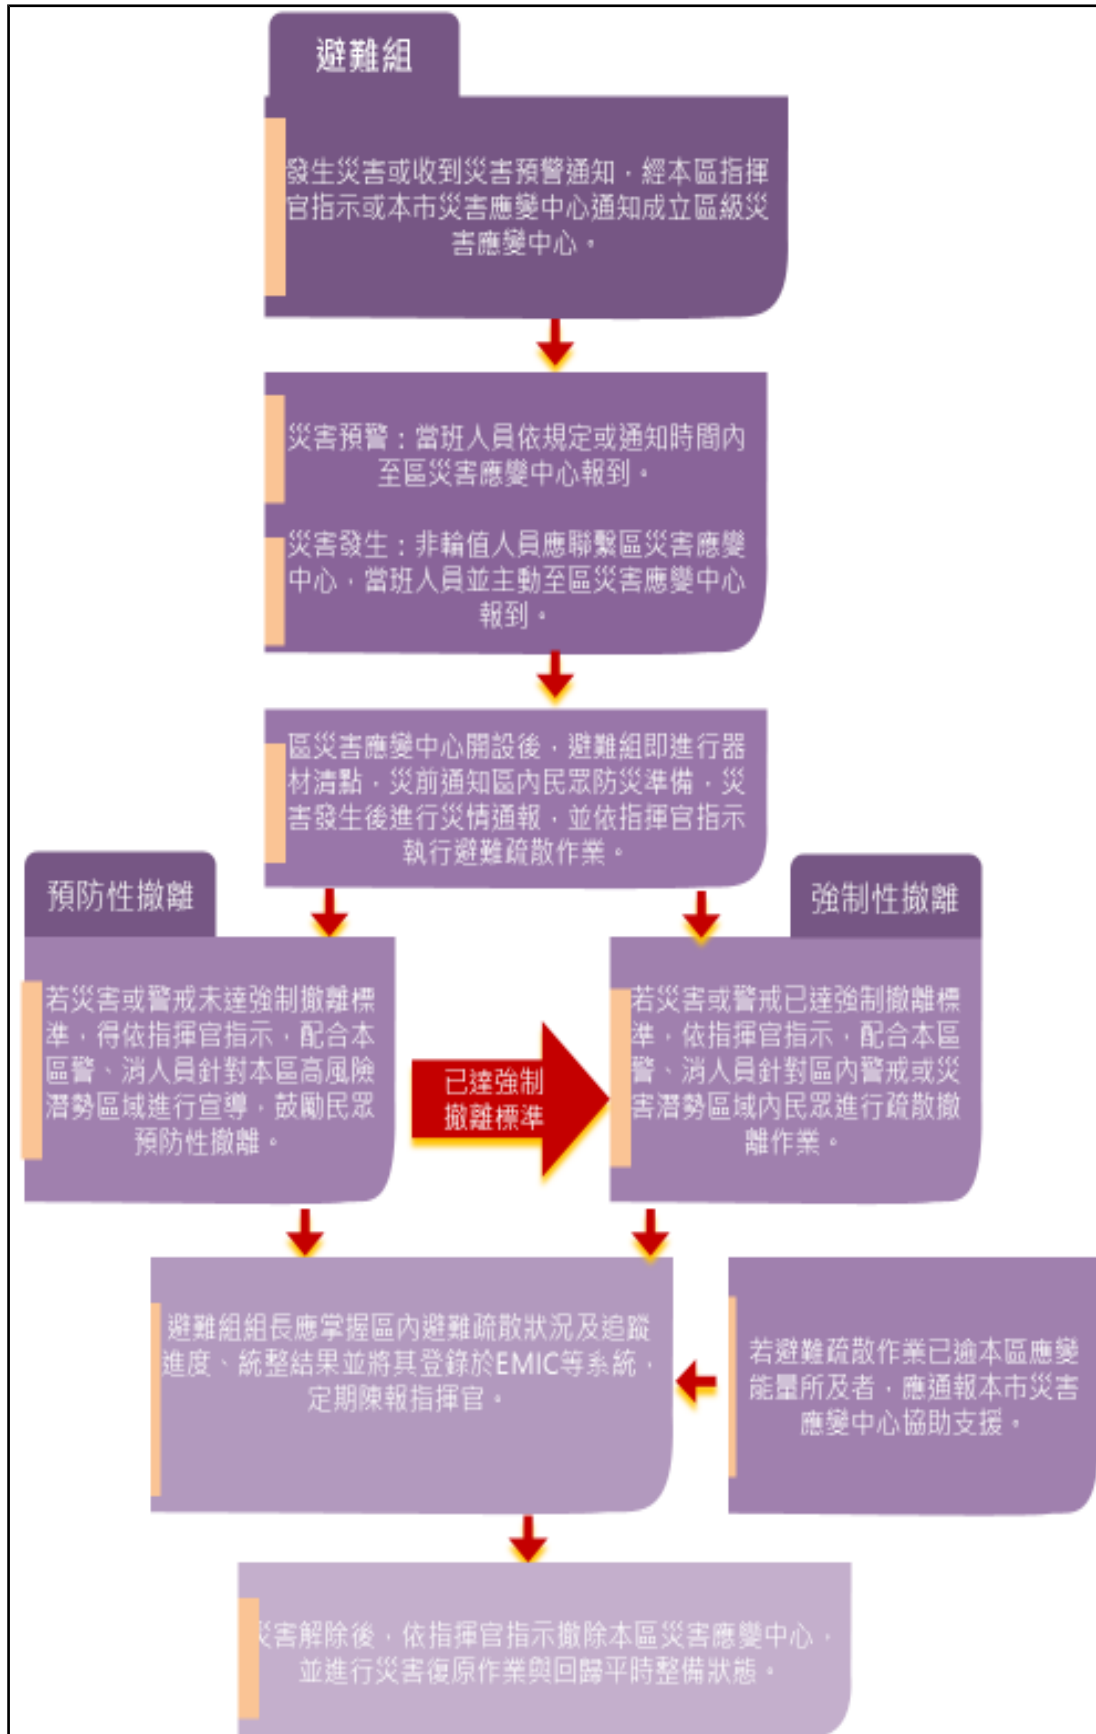 避難組
發生災害或收到災害預警通知，經本區指揮
官指示或本市災害應變中心通知成立區級災
害應變中心。
災害預警：當班人員依規定或通知時間內
至區災害應變中心報到。
災害發生：非輪值人員應聯繫區災害應變
中心，當班人員並主動至區災害應變中心
報到。
區災害應變中心開設後，避難組即進行器
材清點，災前通知區內民眾防災準備，災
害發生後進行災情通報，並依指揮官指示
執行避難疏散作業。
預防性撤離
若災害或警戒未達強制撤離標
準，得依指揮官指示，配合本
區警、消人員針對本區高風險
潛勢區域進行宣導，鼓勵民眾
預防性撤離。
已達強制
撤離標準
強制性撤離
若災害或警戒已達強制撤離標
準，依指揮官指示，配合本區
警、消人員針對區內警戒或災
害潛勢區域內民眾進行疏散撤
離作業。
避難組組長應掌握區內避難疏散狀況及追蹤
進度、統整結果並將其登錄於EMIC等系統，
定期陳報指揮官。
若避難疏散作業已逾本區應變
能量所及者，應通報本市災害
應變中心協助支援。
災害解除後，依指揮官指示撤除本區災害應變中心，
並進行災害復原作業與回歸平時整備狀態。